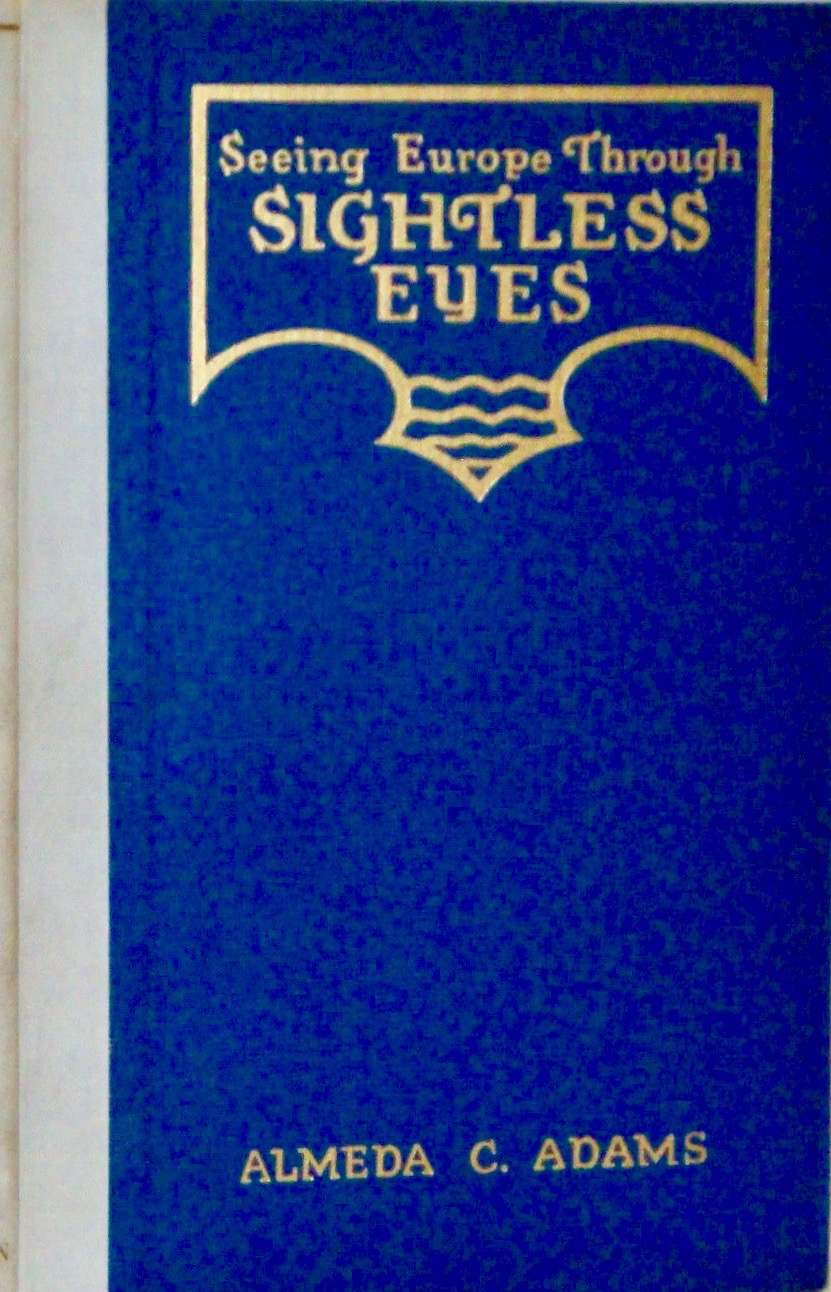 Seeing Europe Through
SIGHTLESS
EYES
ALMEDA C. ADAMS